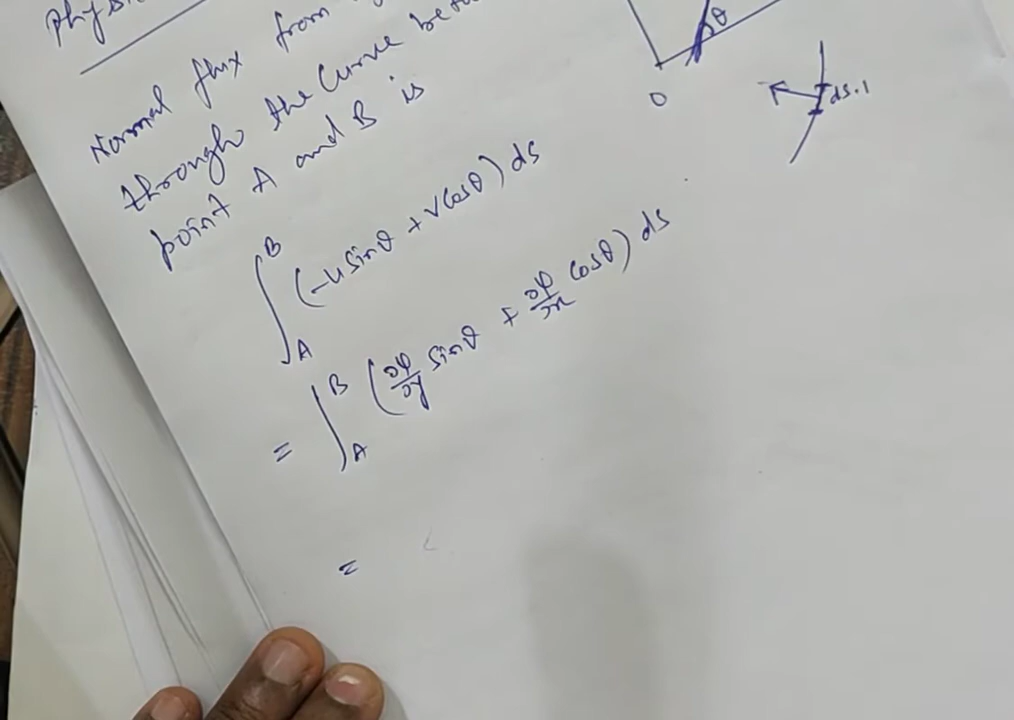 Physi
Normal flux from
through the Curve
point A and B is
∫_A^B (-u sinθ + v cosθ) ds
= ∫_A^B (∂ψ/∂y sinθ + ∂ψ/∂x cosθ) ds
=
θ
O
ds.1